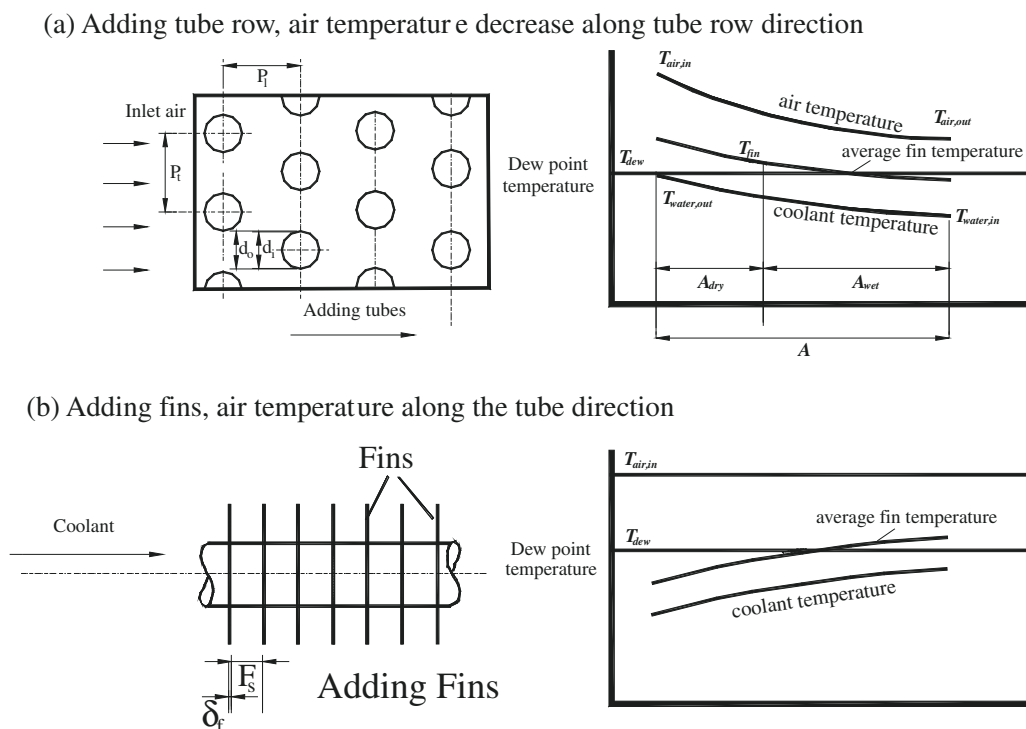 (a) Adding tube row, air temperatur e decrease along tube row direction
P_l
Inlet air
P_t
d_o
d_i
Adding tubes
T_air,in
air temperature
T_air,out
T_fin
average fin temperature
T_dew
Dew point
temperature
T_water,out
coolant temperature
T_water,in
A_dry
A_wet
A
(b) Adding fins, air temperature along the tube direction
Fins
Coolant
F_s
δ_f
Adding Fins
T_air,in
average fin temperature
T_dew
Dew point
temperature
coolant temperature